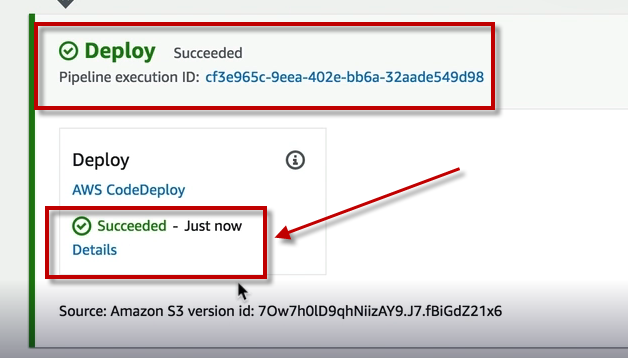 Deploy Succeeded
Pipeline execution ID: cf3e965c-9eea-402e-bb6a-32aade549d98
Deploy
AWS CodeDeploy
Succeeded - Just now
Details
Source: Amazon S3 version id: 7Ow7h0lD9qhNiizAY9.J7.fBiGdZ21x6